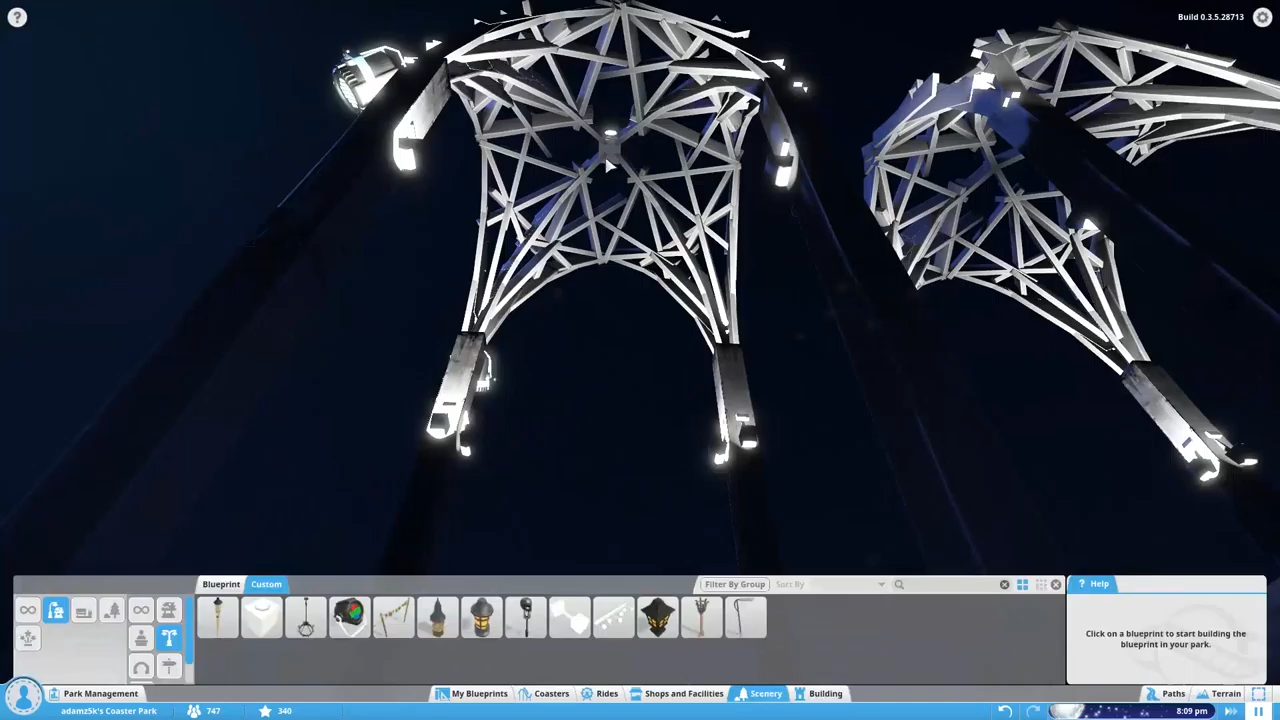 ?
Build 0.3.5.28713
Blueprint
Custom
Filter By Group
Sort By
? Help
Click on a blueprint to start building the
blueprint in your park.
Park Management
My Blueprints
Coasters
Rides
Shops and Facilities
Scenery
Building
Paths
Terrain
adamz5k's Coaster Park
747
340
8:09 pm